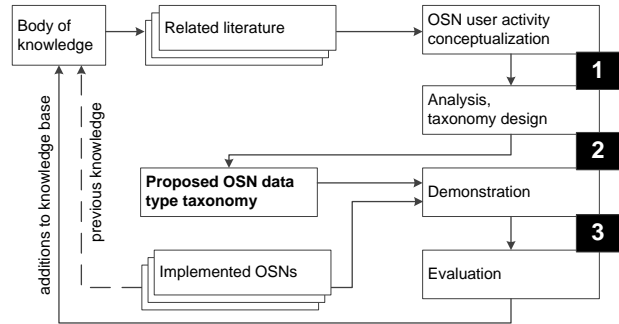 Body of
knowledge
Related literature
OSN user activity
conceptualization
1
Analysis,
taxonomy design
2
Proposed OSN data
type taxonomy
Demonstration
3
Implemented OSNs
Evaluation
additions to knowledge base
previous knowledge